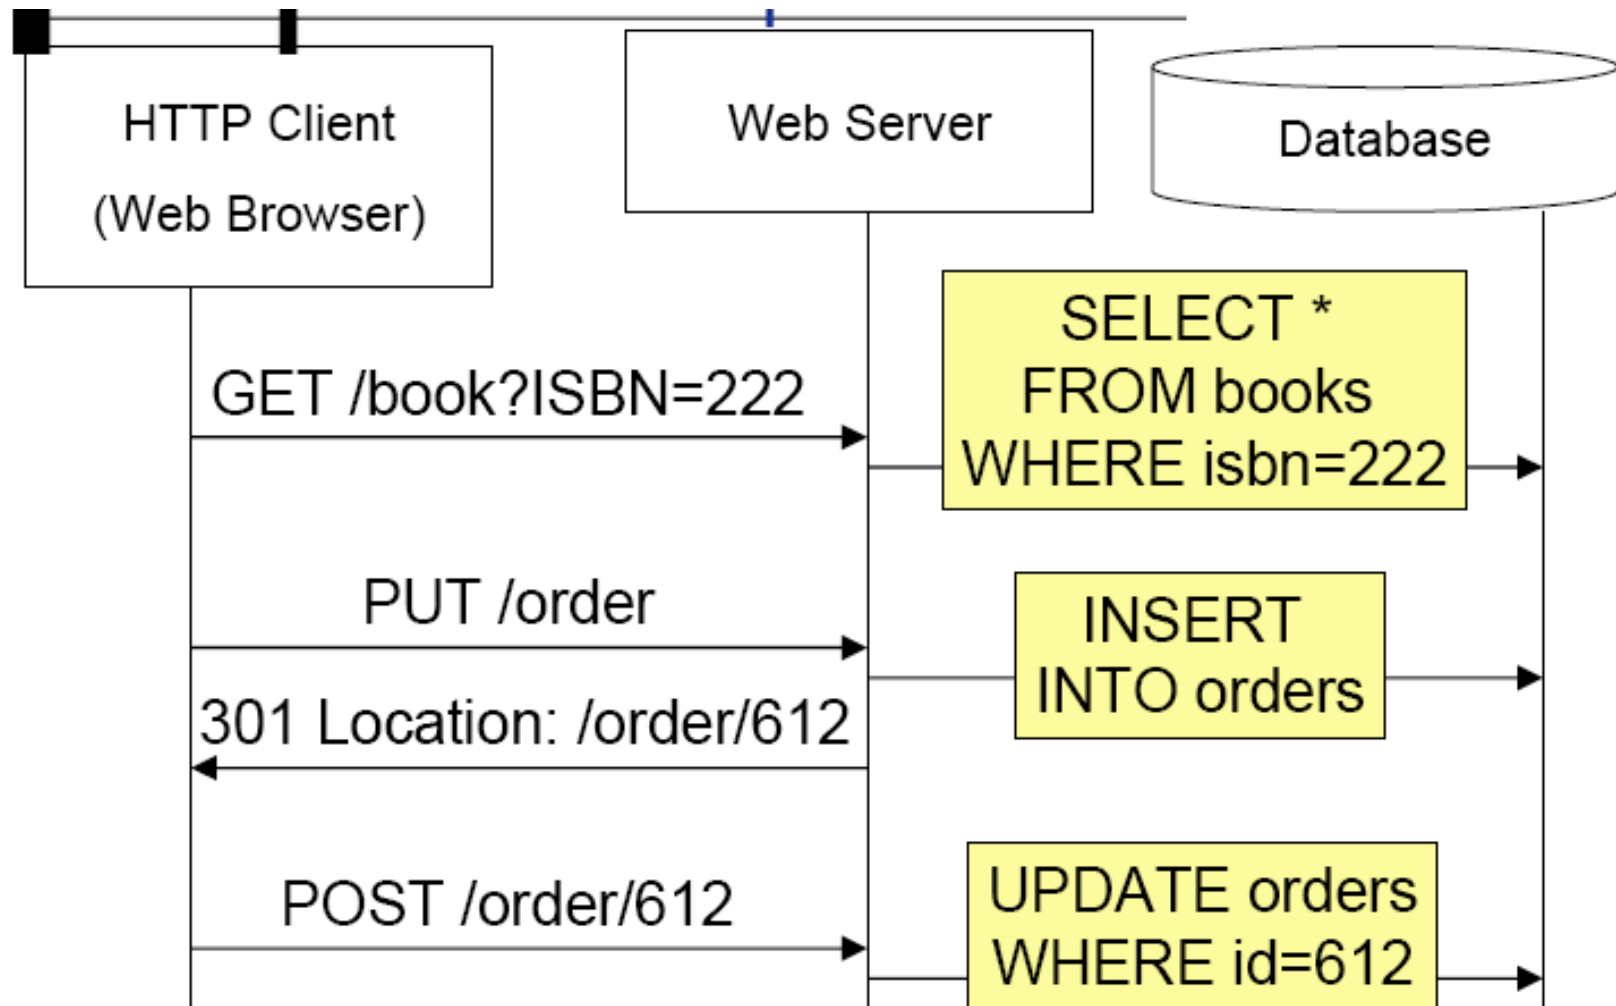 HTTP Client
(Web Browser)
Web Server
Database
GET /book?ISBN=222
SELECT *
FROM books
WHERE isbn=222
PUT /order
INSERT
INTO orders
301 Location: /order/612
POST /order/612
UPDATE orders
WHERE id=612